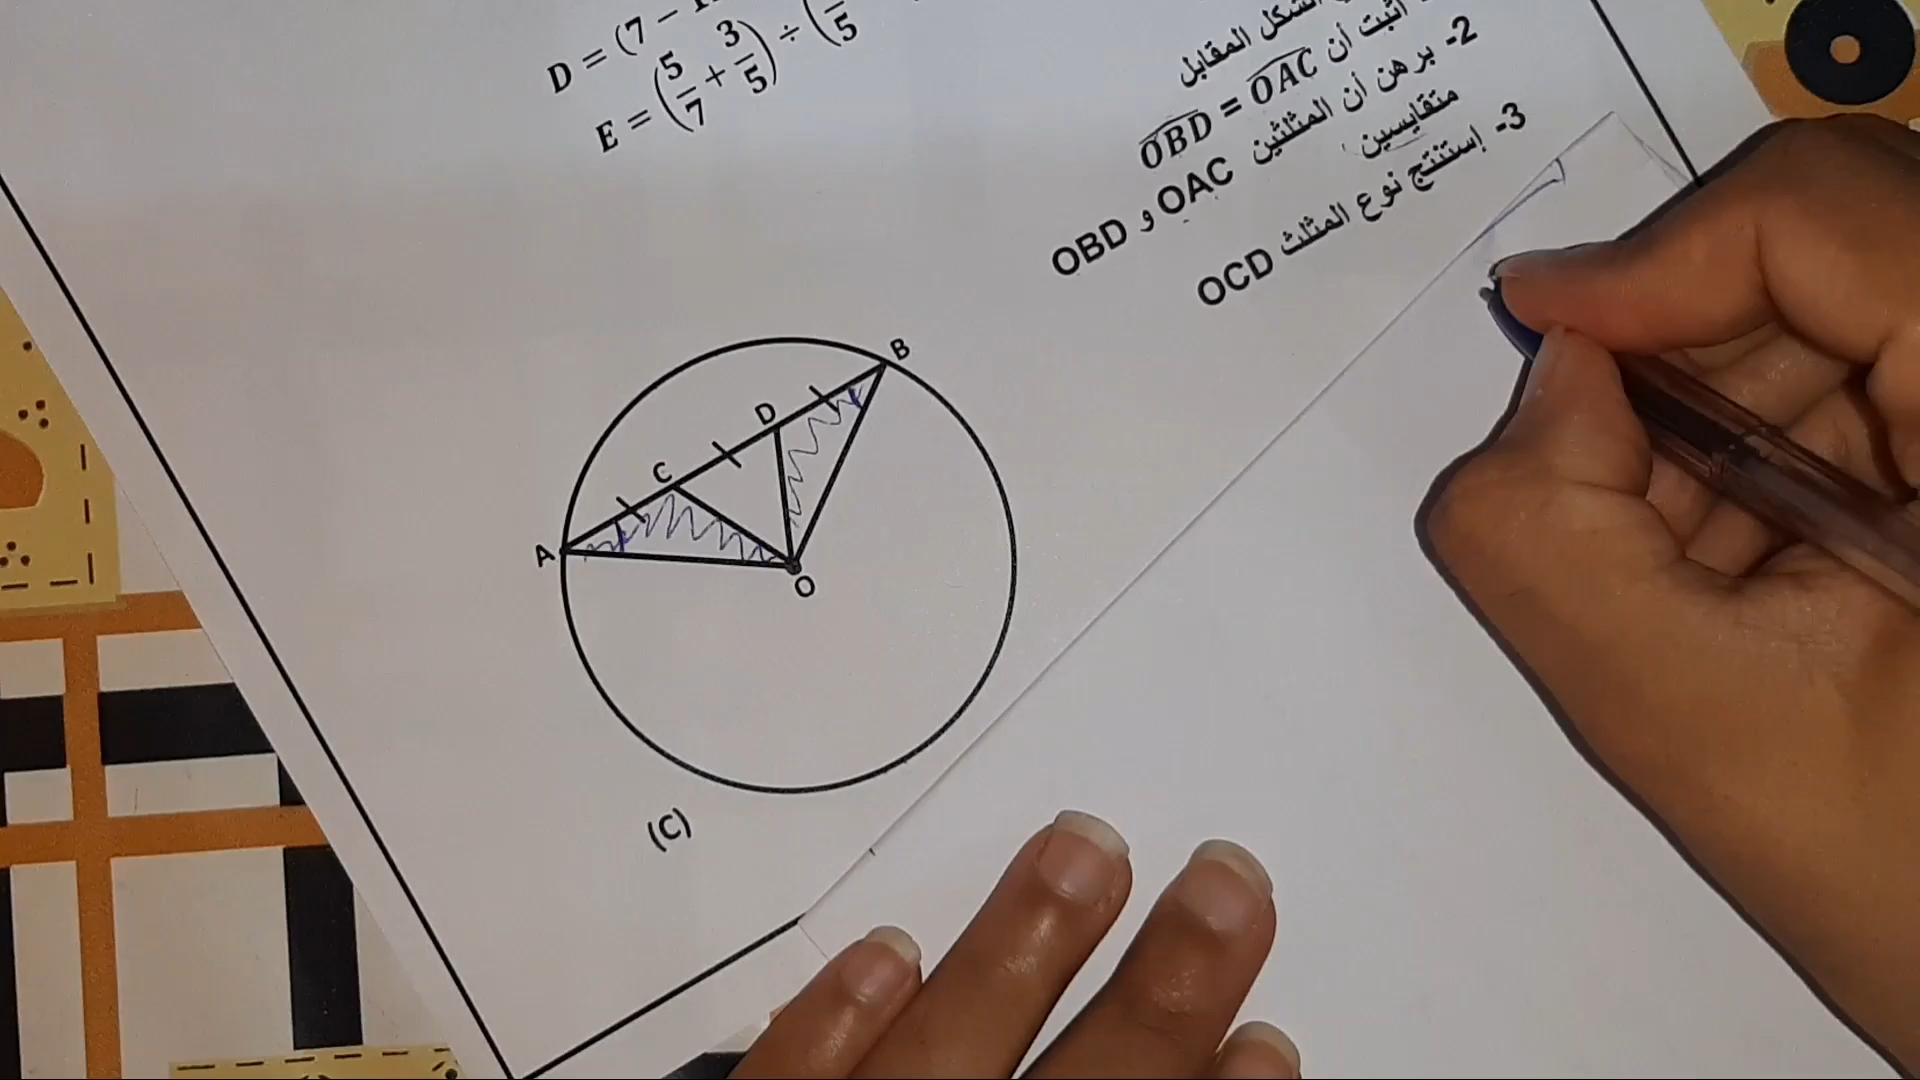 D = (7 −
E = (5/7 + 3/5) ÷ (
5
الشكل المقابل
أثبت أن OBD = OAC
2- برهن أن المثلثين OAC و OBD
متقايسين
3- إستنتج نوع المثلث OCD
B
D
C
A
O
(C)